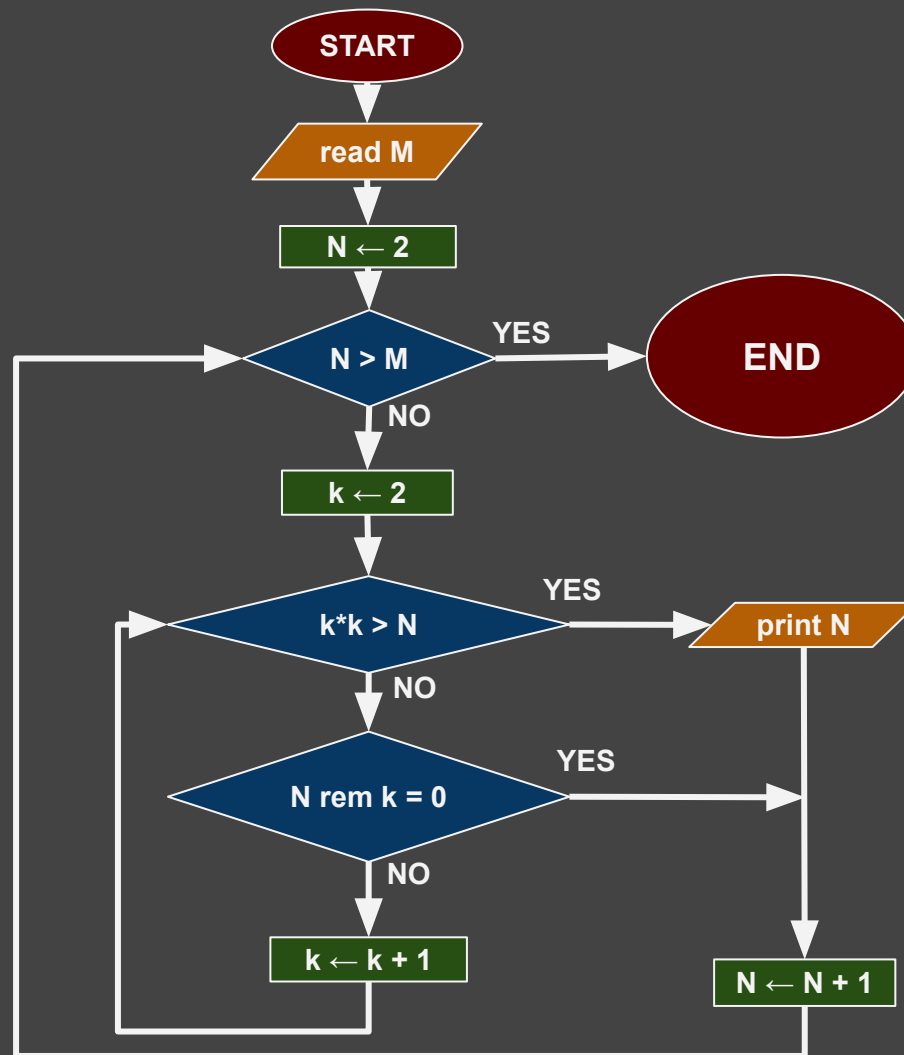 START
read M
N ← 2
N > M
YES
END
NO
k ← 2
k*k > N
YES
print N
NO
N rem k = 0
YES
NO
k ← k + 1
N ← N + 1